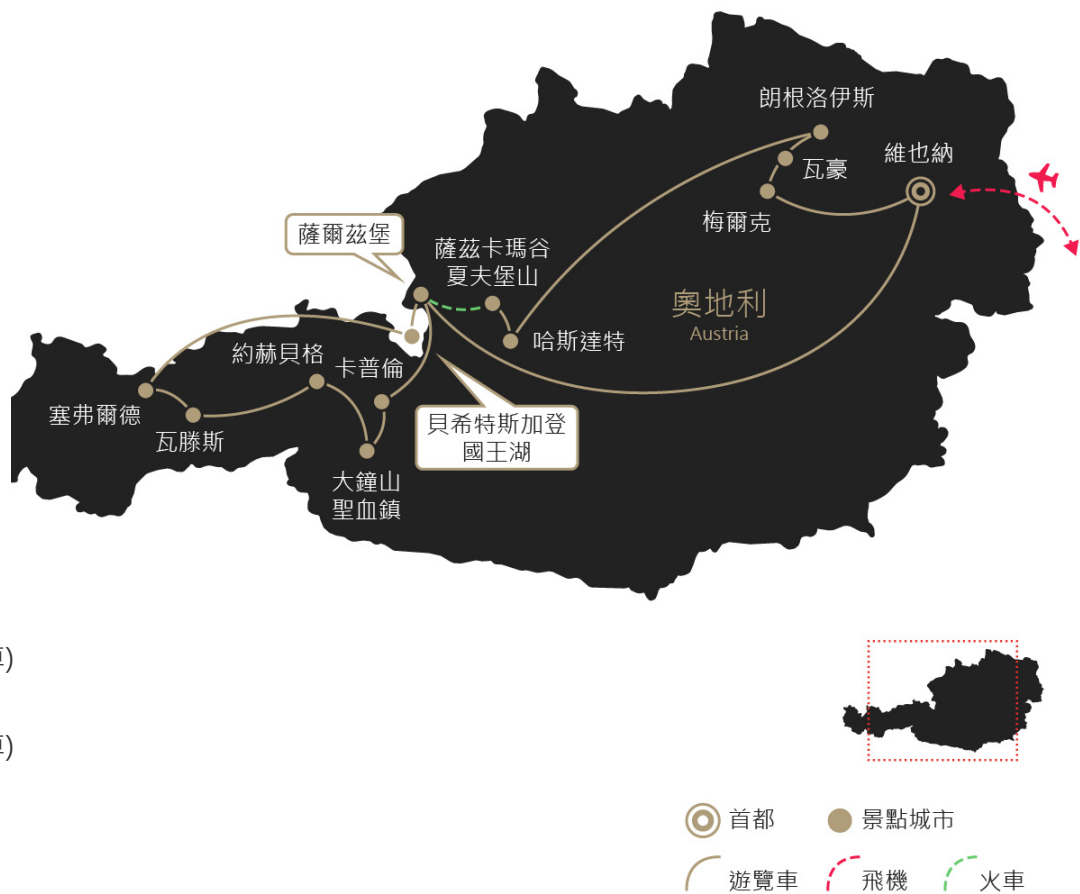 朗根洛伊斯
維也納
瓦豪
梅爾克
薩爾茲堡
薩茲卡瑪谷
夏夫堡山
奧地利
Austria
哈斯達特
約赫貝格
卡普倫
塞弗爾德
瓦滕斯
貝希特斯加登
國王湖
大鐘山
聖血鎮
)
)
首都
景點城市
遊覽車
飛機
火車